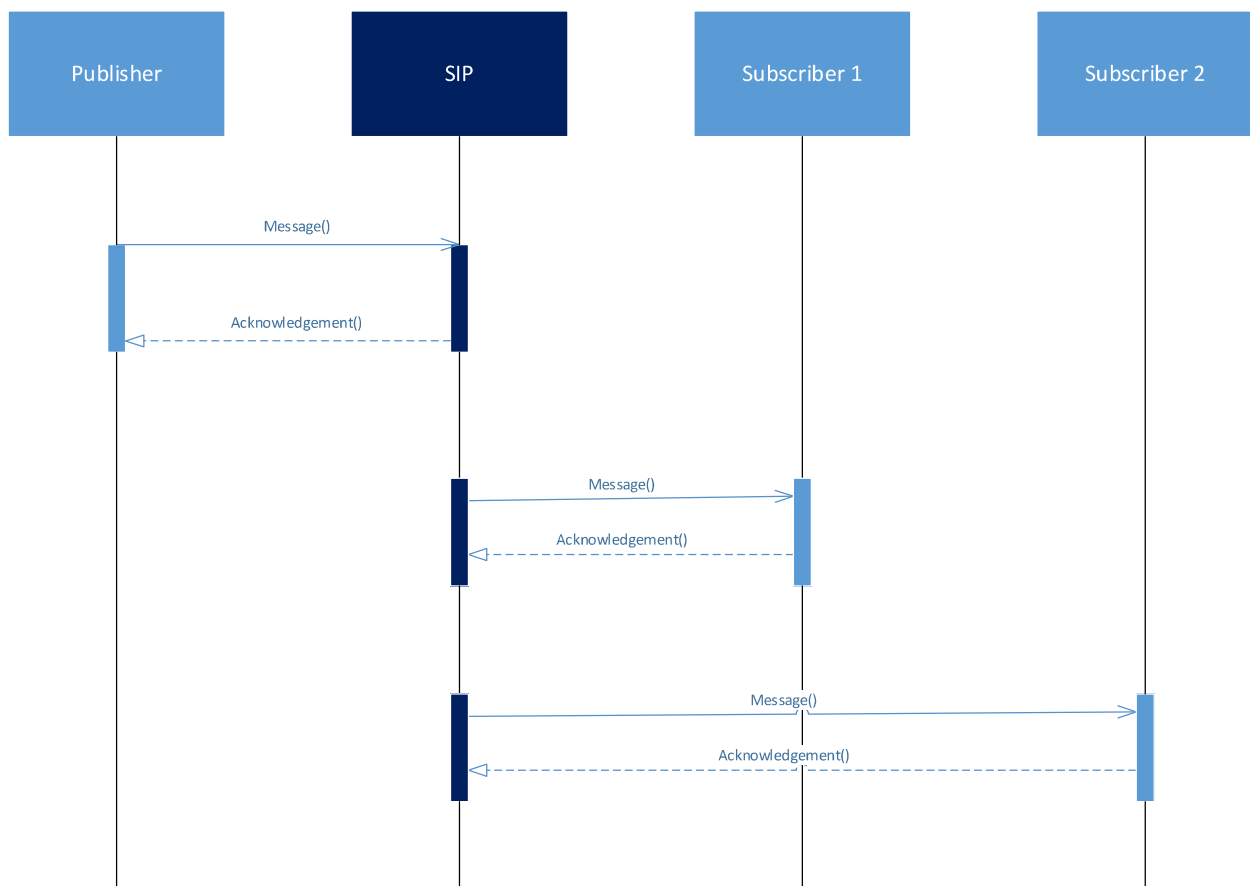 Publisher
SIP
Subscriber 1
Subscriber 2
Message()
Acknowledgement()
Message()
Acknowledgement()
Message()
Acknowledgement()